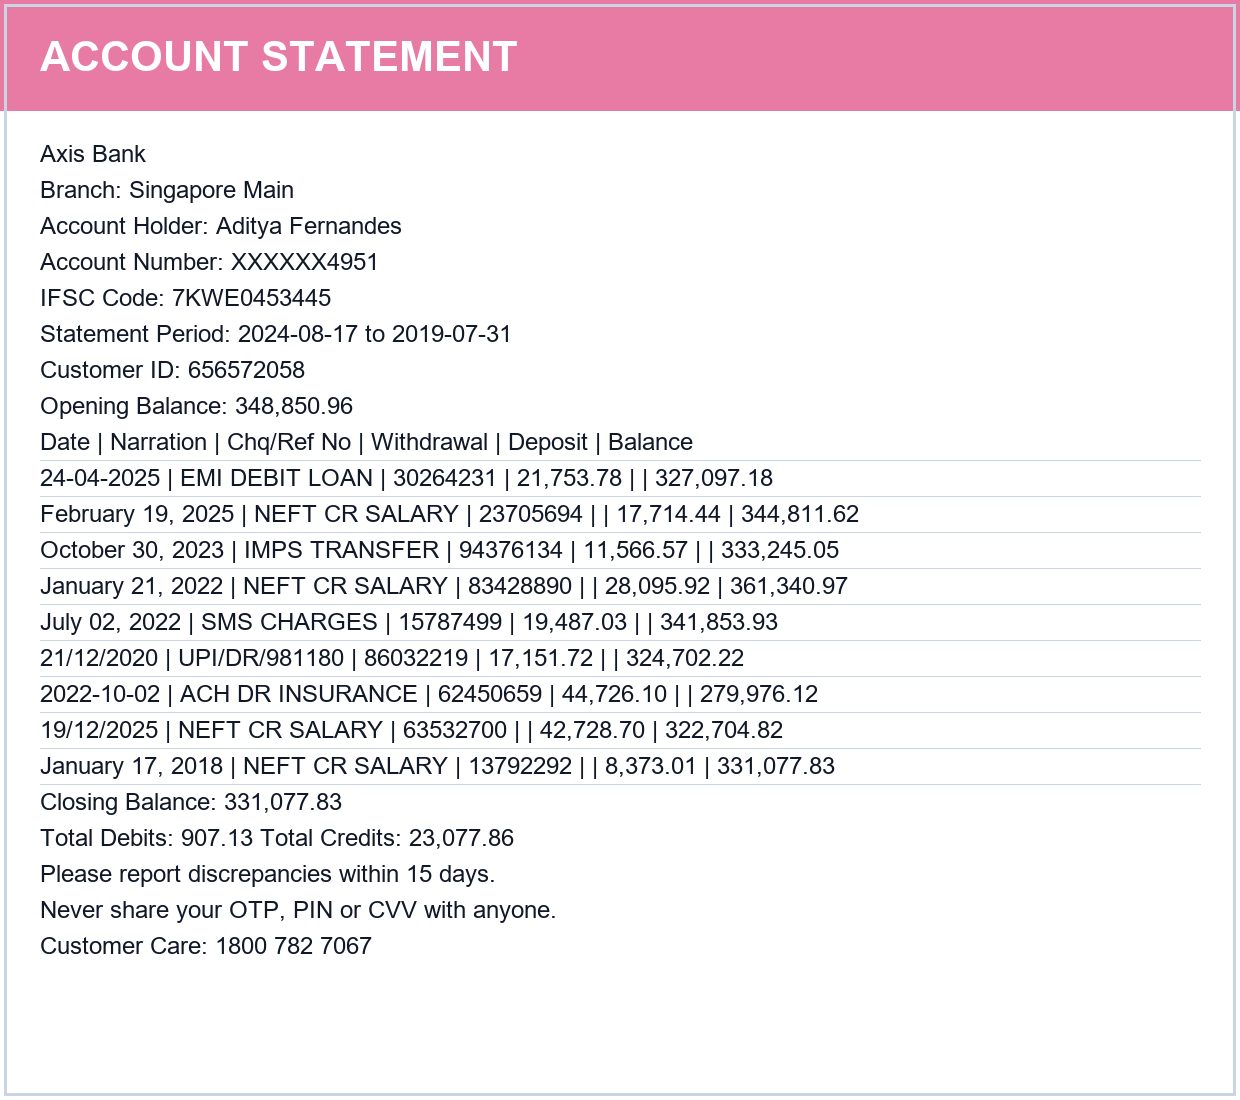 ACCOUNT STATEMENT
Axis Bank
Branch: Singapore Main
Account Holder: Aditya Fernandes
Account Number: XXXXXX4951
IFSC Code: 7KWE0453445
Statement Period: 2024-08-17 to 2019-07-31
Customer ID: 656572058
Opening Balance: 348,850.96
Date | Narration | Chq/Ref No | Withdrawal | Deposit | Balance
24-04-2025 | EMI DEBIT LOAN | 30264231 | 21,753.78 | | 327,097.18
February 19, 2025 | NEFT CR SALARY | 23705694 | | 17,714.44 | 344,811.62
October 30, 2023 | IMPS TRANSFER | 94376134 | 11,566.57 | | 333,245.05
January 21, 2022 | NEFT CR SALARY | 83428890 | | 28,095.92 | 361,340.97
July 02, 2022 | SMS CHARGES | 15787499 | 19,487.03 | | 341,853.93
21/12/2020 | UPI/DR/981180 | 86032219 | 17,151.72 | | 324,702.22
2022-10-02 | ACH DR INSURANCE | 62450659 | 44,726.10 | | 279,976.12
19/12/2025 | NEFT CR SALARY | 63532700 | | 42,728.70 | 322,704.82
January 17, 2018 | NEFT CR SALARY | 13792292 | | 8,373.01 | 331,077.83
Closing Balance: 331,077.83
Total Debits: 907.13 Total Credits: 23,077.86
Please report discrepancies within 15 days.
Never share your OTP, PIN or CVV with anyone.
Customer Care: 1800 782 7067